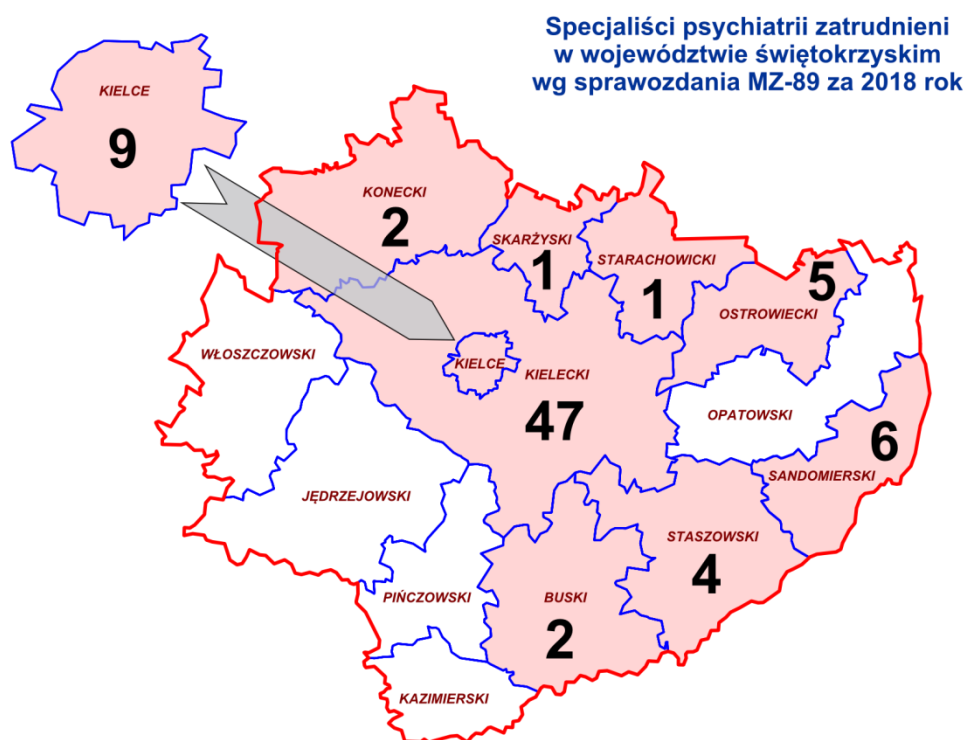 Specjaliści psychiatrii zatrudnieni
w województwie świętokrzyskim
wg sprawozdania MZ-89 za 2018 rok
KIELCE
9
KONECKI
2
SKARŻYSKI
1
STARACHOWICKI
1
5
OSTROWIECKI
WŁOSZCZOWSKI
KIELCE
KIELECKI
47
OPATOWSKI
6
SANDOMIERSKI
JĘDRZEJOWSKI
STASZOWSKI
4
PIŃCZOWSKI
BUSKI
2
KAZIMIERSKI